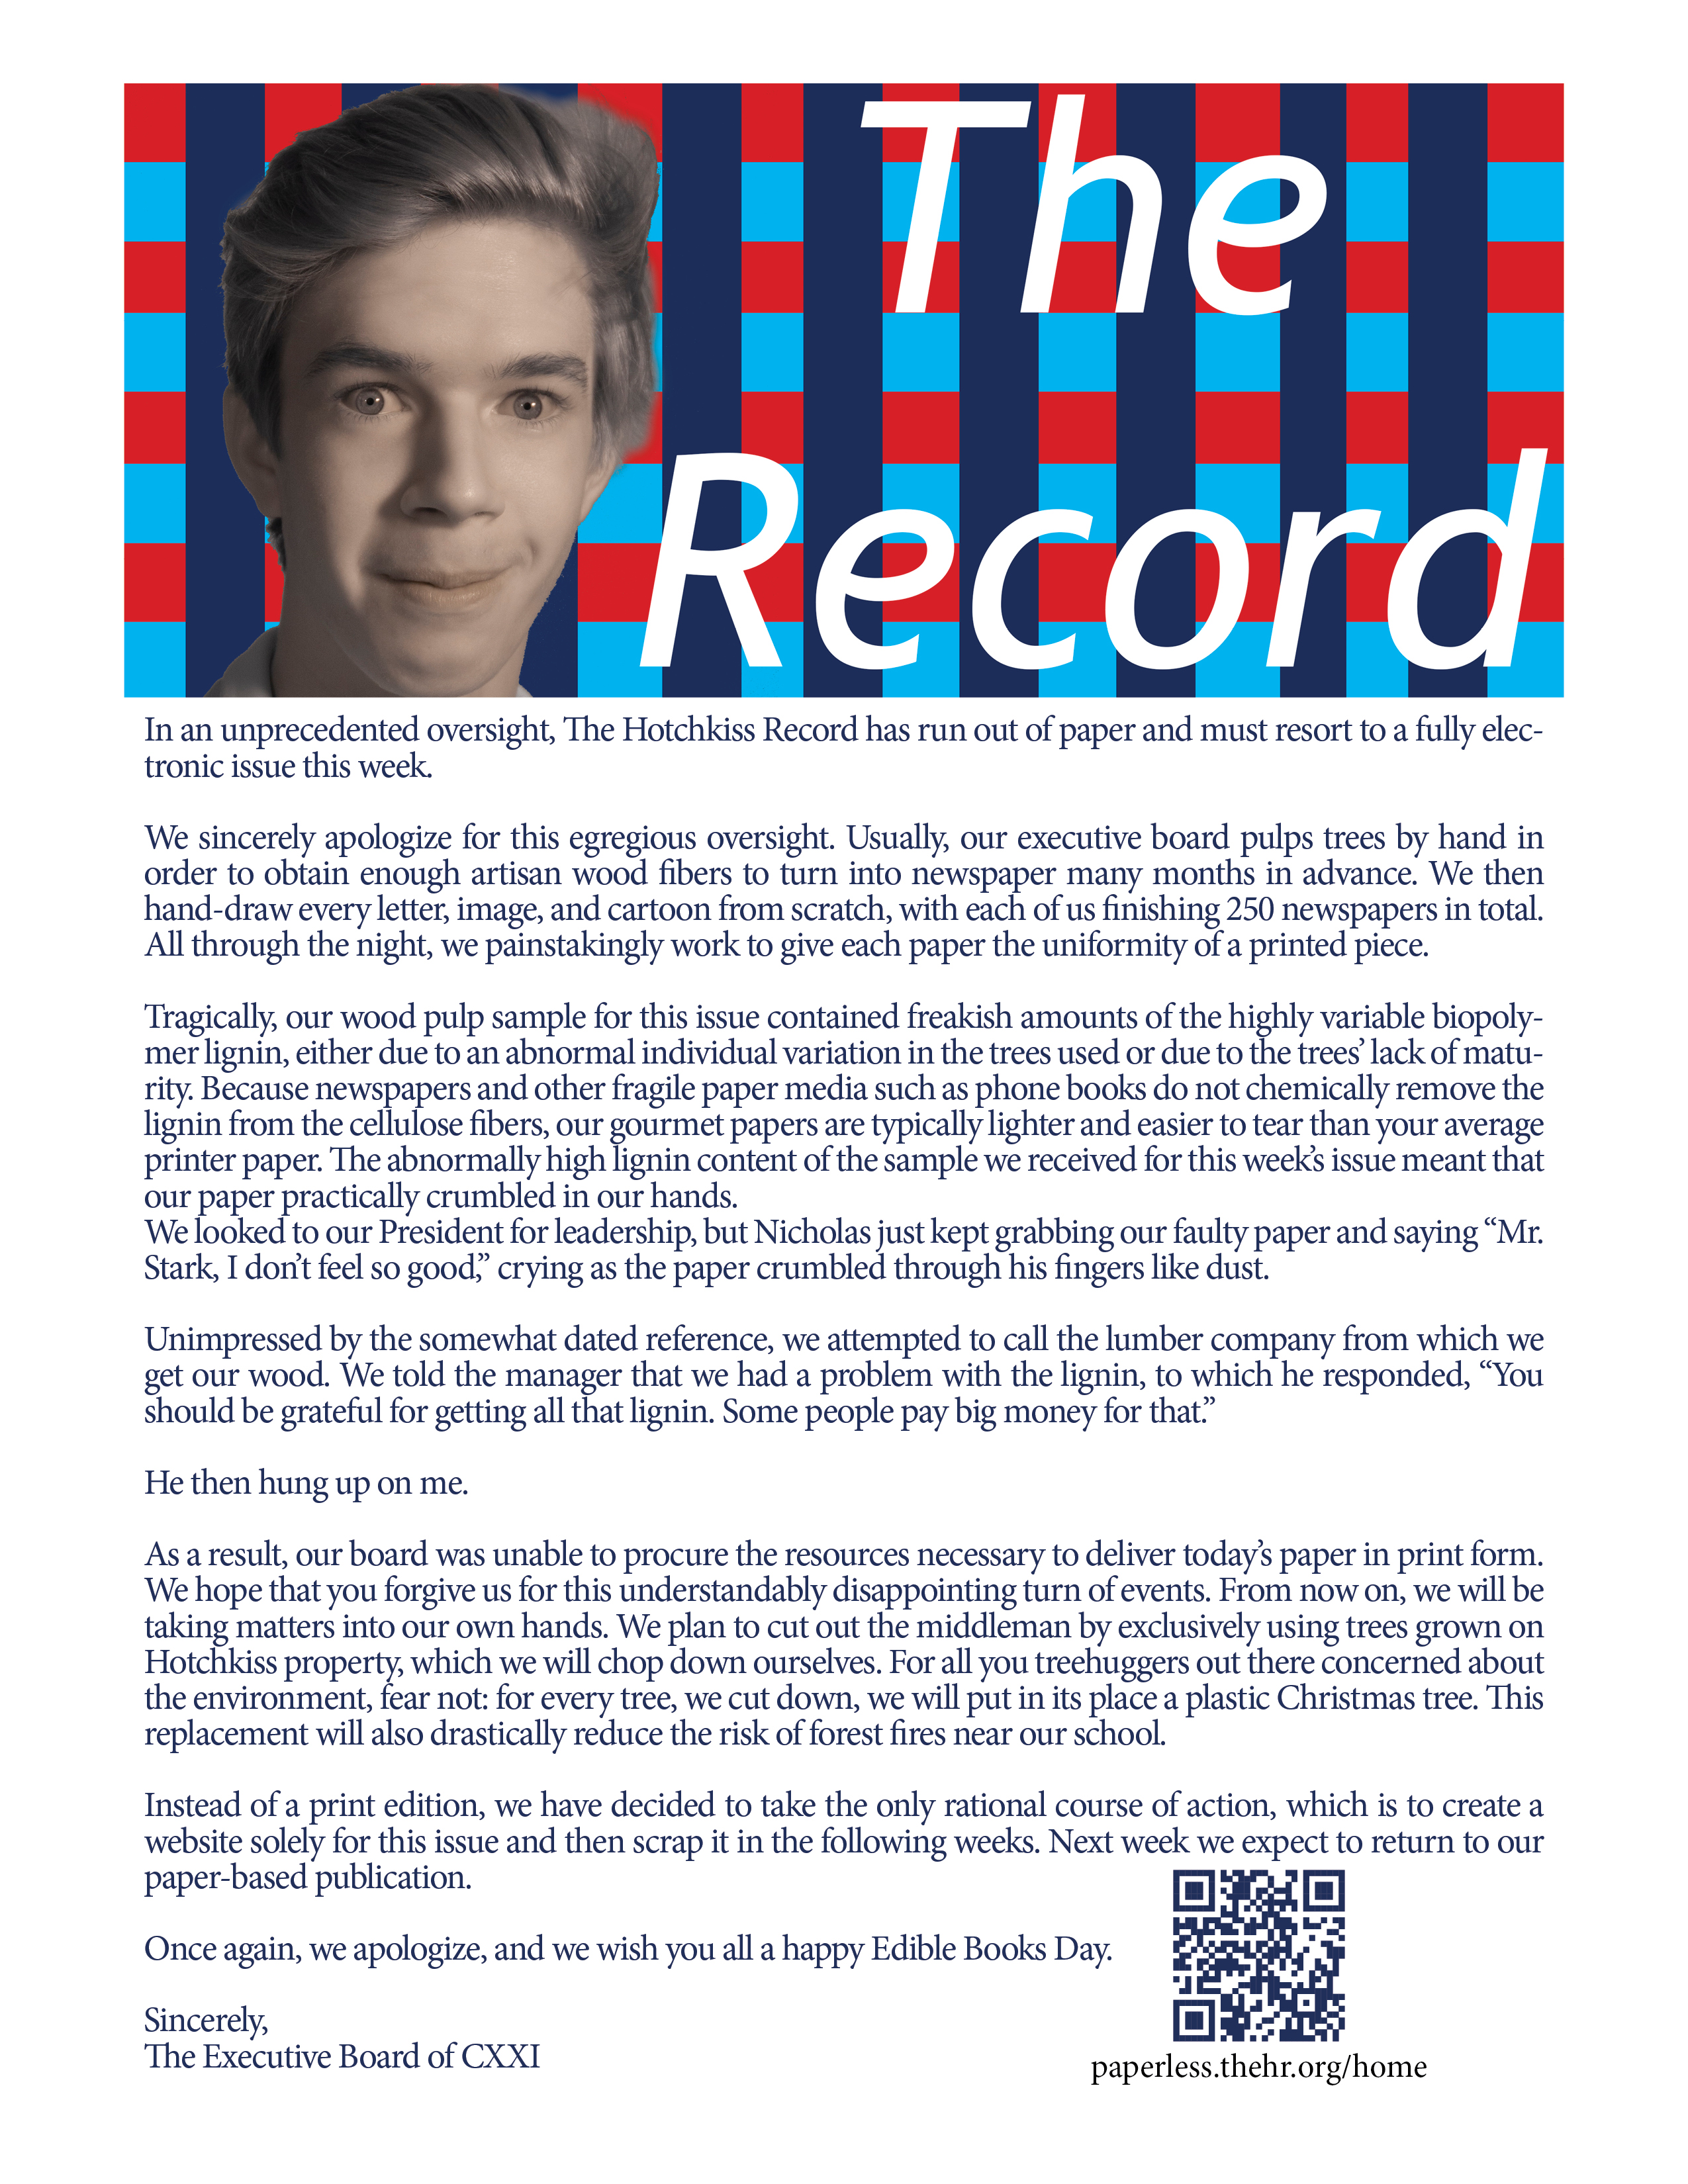 The
Record
In an unprecedented oversight, The Hotchkiss Record has run out of paper and must resort to a fully elec-
tronic issue this week.
We sincerely apologize for this egregious oversight. Usually, our executive board pulps trees by hand in
order to obtain enough artisan wood fibers to turn into newspaper many months in advance. We then
hand-draw every letter, image, and cartoon from scratch, with each of us finishing 250 newspapers in total.
All through the night, we painstakingly work to give each paper the uniformity of a printed piece.
Tragically, our wood pulp sample for this issue contained freakish amounts of the highly variable biopoly-
mer lignin, either due to an abnormal individual variation in the trees used or due to the trees’ lack of matu-
rity. Because newspapers and other fragile paper media such as phone books do not chemically remove the
lignin from the cellulose fibers, our gourmet papers are typically lighter and easier to tear than your average
printer paper. The abnormally high lignin content of the sample we received for this week’s issue meant that
our paper practically crumbled in our hands.
We looked to our President for leadership, but Nicholas just kept grabbing our faulty paper and saying “Mr.
Stark, I don’t feel so good,” crying as the paper crumbled through his fingers like dust.
Unimpressed by the somewhat dated reference, we attempted to call the lumber company from which we
get our wood. We told the manager that we had a problem with the lignin, to which he responded, “You
should be grateful for getting all that lignin. Some people pay big money for that.”
He then hung up on me.
As a result, our board was unable to procure the resources necessary to deliver today’s paper in print form.
We hope that you forgive us for this understandably disappointing turn of events. From now on, we will be
taking matters into our own hands. We plan to cut out the middleman by exclusively using trees grown on
Hotchkiss property, which we will chop down ourselves. For all you treehuggers out there concerned about
the environment, fear not: for every tree, we cut down, we will put in its place a plastic Christmas tree. This
replacement will also drastically reduce the risk of forest fires near our school.
Instead of a print edition, we have decided to take the only rational course of action, which is to create a
website solely for this issue and then scrap it in the following weeks. Next week we expect to return to our
paper-based publication.
Once again, we apologize, and we wish you all a happy Edible Books Day.
Sincerely,
The Executive Board of CXXI
paperless.thehr.org/home